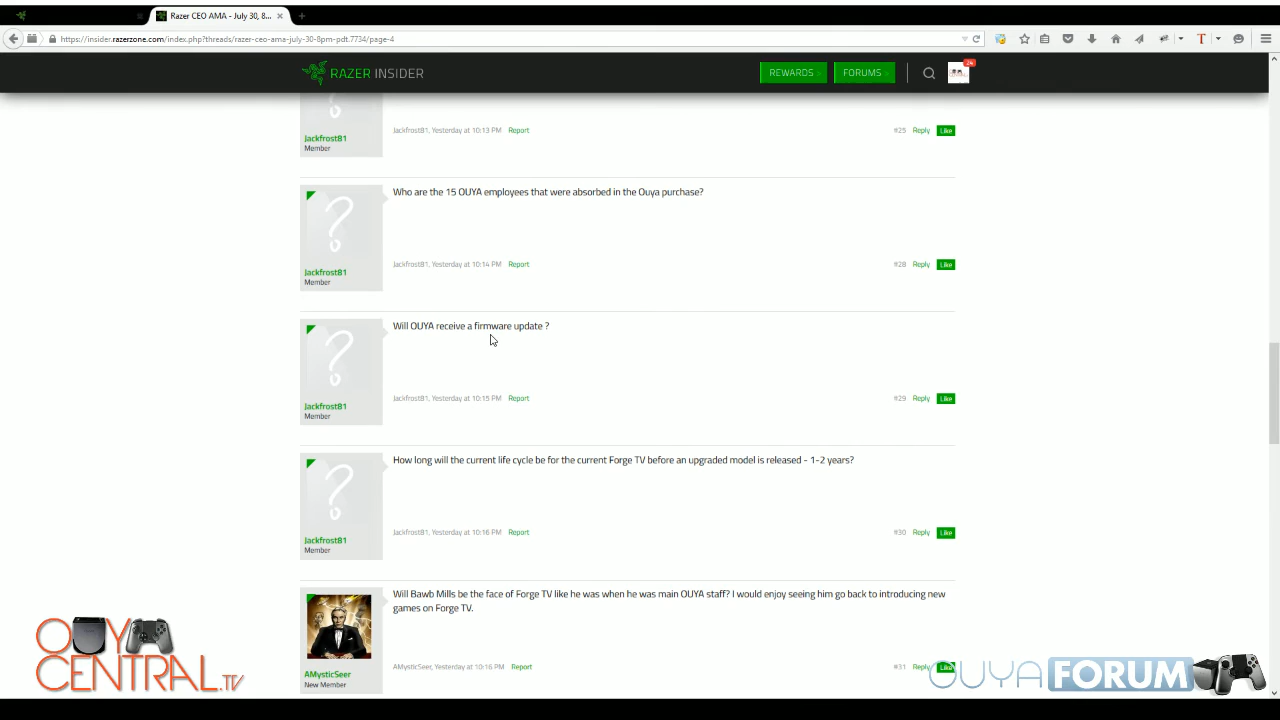 Razer CEO AMA - July 30, 8...
https://insider.razerzone.com/index.php?threads/razer-ceo-ama-july-30-8pm-pdt.7734/page-4
RAZER INSIDER
REWARDS
FORUMS
24
Jackfrost81
Member
Jackfrost81, Yesterday at 10:13 PM Report
#25 Reply Like
Who are the 15 OUYA employees that were absorbed in the Ouya purchase?
Jackfrost81
Member
Jackfrost81, Yesterday at 10:14 PM Report
#28 Reply Like
Will OUYA receive a firmware update ?
Jackfrost81
Member
Jackfrost81, Yesterday at 10:15 PM Report
#29 Reply Like
How long will the current life cycle be for the current Forge TV before an upgraded model is released - 1-2 years?
Jackfrost81
Member
Jackfrost81, Yesterday at 10:16 PM Report
#30 Reply Like
Will Bawb Mills be the face of Forge TV like he was when he was main OUYA staff? I would enjoy seeing him go back to introducing new
games on Forge TV.
AMysticSeer
New Member
AMysticSeer, Yesterday at 10:16 PM Report
#31 Reply Like
OUYA
CENTRAL.TV
OUYAFORUM